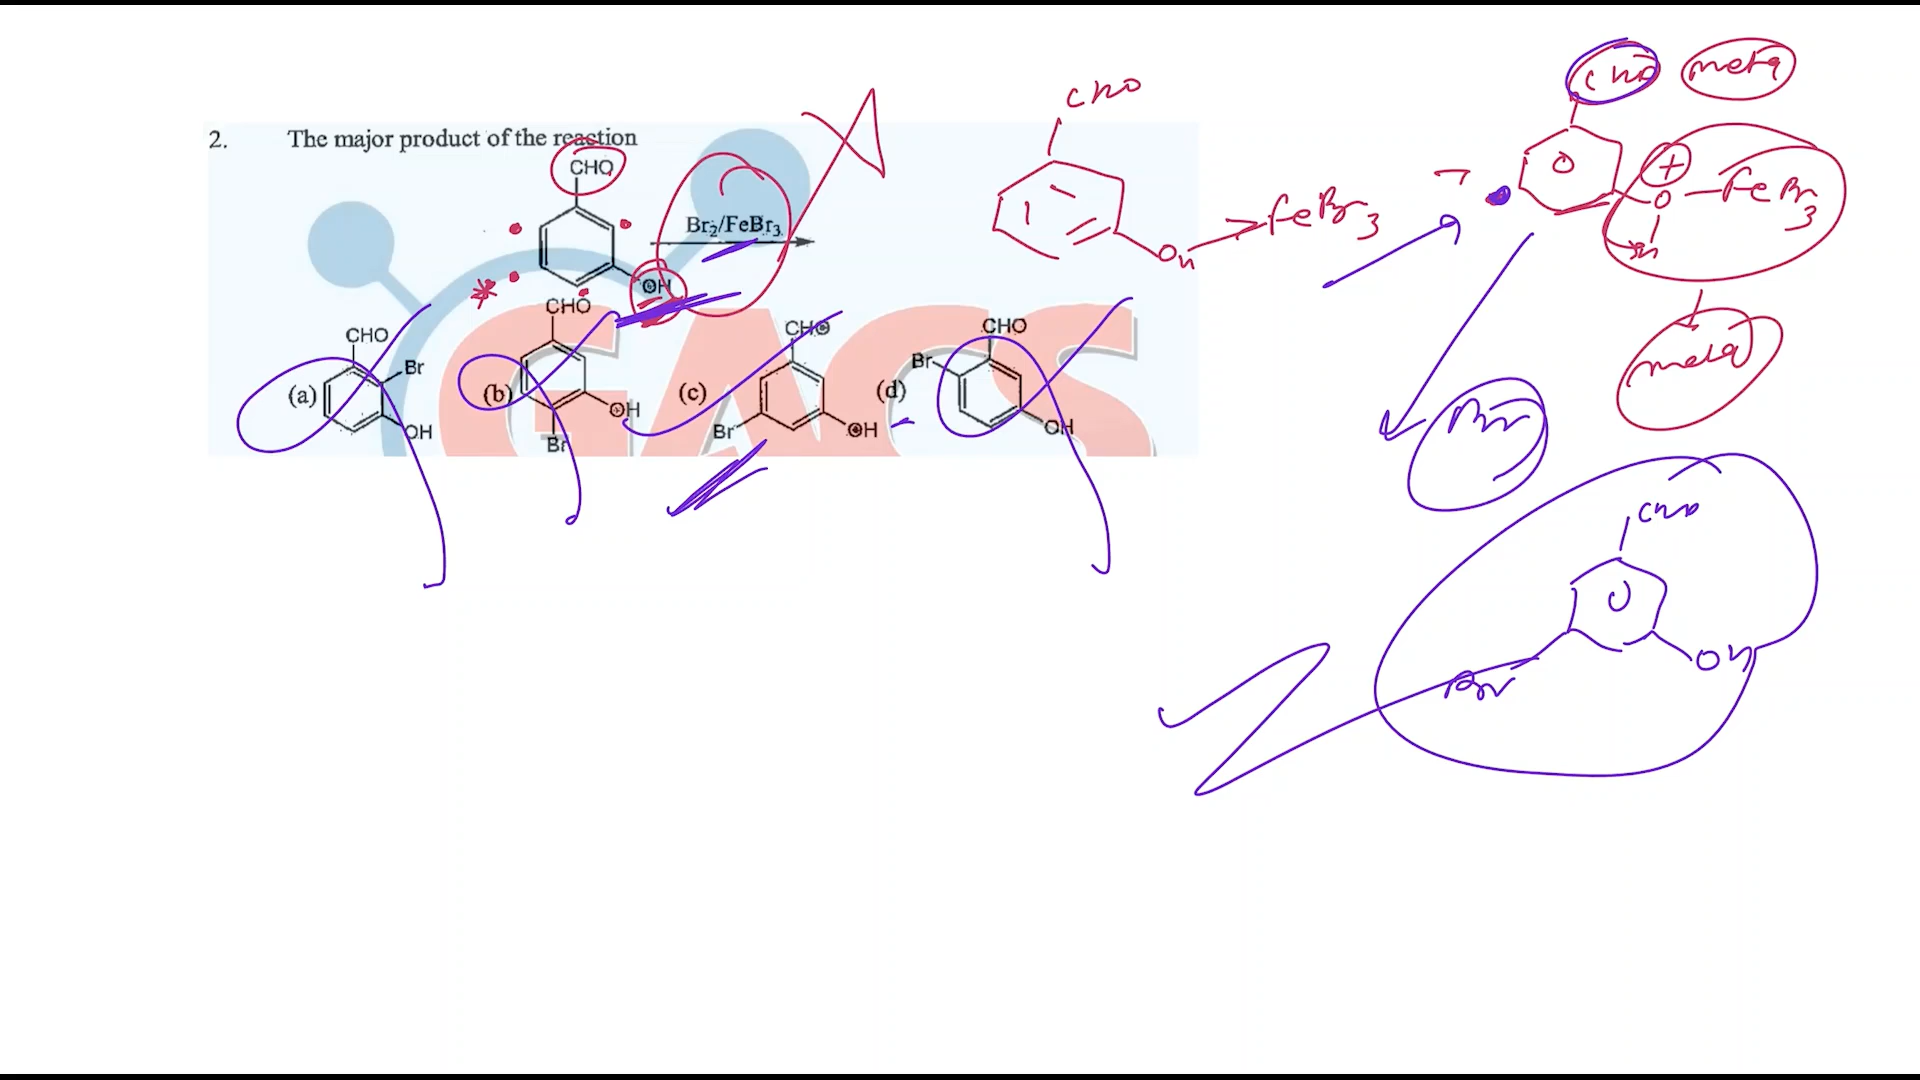 2. The major product of the reaction
CHO
Br2/FeBr3
OH
(a) CHO Br OH
(b) CHO OH Br
(c) CHO Br OH
(d) CHO Br OH
GACS
CHO
OH
FeBr3
CHO meta
+
O FeBr3
H
meta
Br
CHO
Br OH